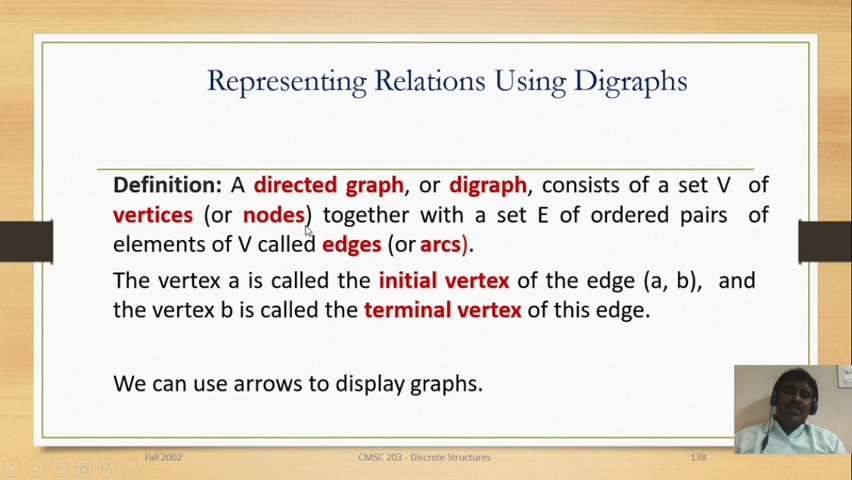 Representing Relations Using Digraphs
Definition: A directed graph, or digraph, consists of a set V of
vertices (or nodes) together with a set E of ordered pairs of
elements of V called edges (or arcs).
The vertex a is called the initial vertex of the edge (a, b), and
the vertex b is called the terminal vertex of this edge.
We can use arrows to display graphs.
Fall 2002
CMSC 203 - Discrete Structures
138